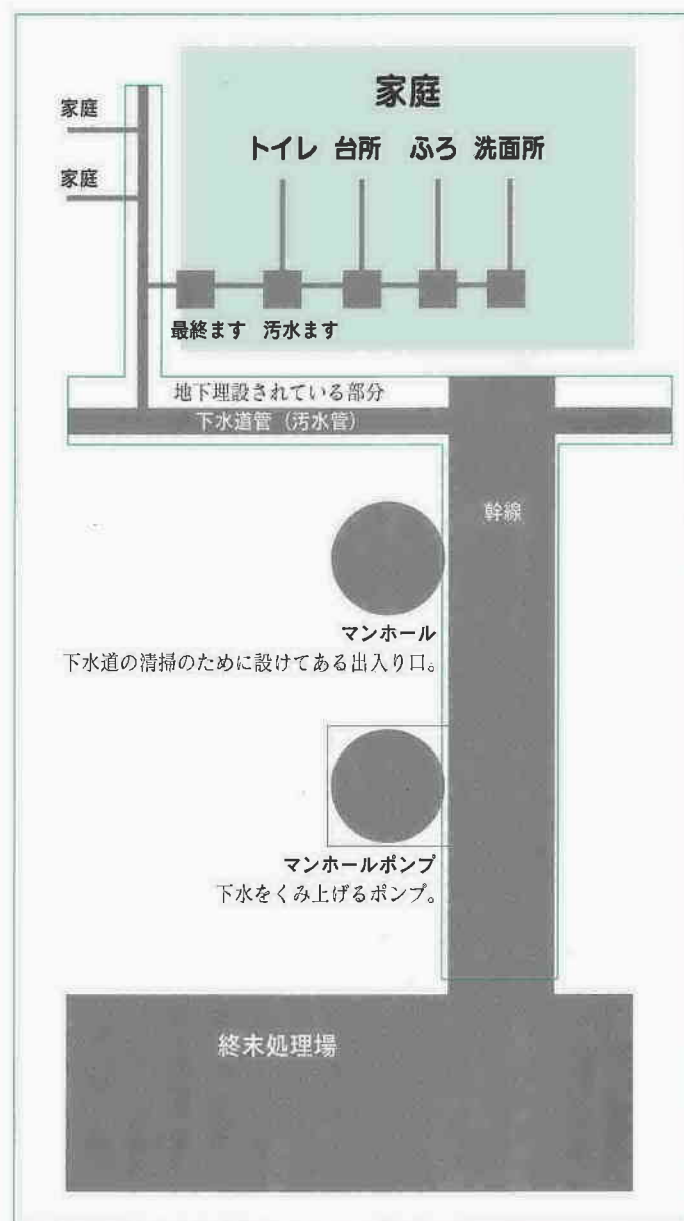 家庭
トイレ 台所 ふろ 洗面所
家庭
家庭
最終ます 汚水ます
地下埋設されている部分
下水道管（汚水管）
幹線
マンホール
下水道の清掃のために設けてある出入り口。
マンホールポンプ
下水をくみ上げるポンプ。
終末処理場